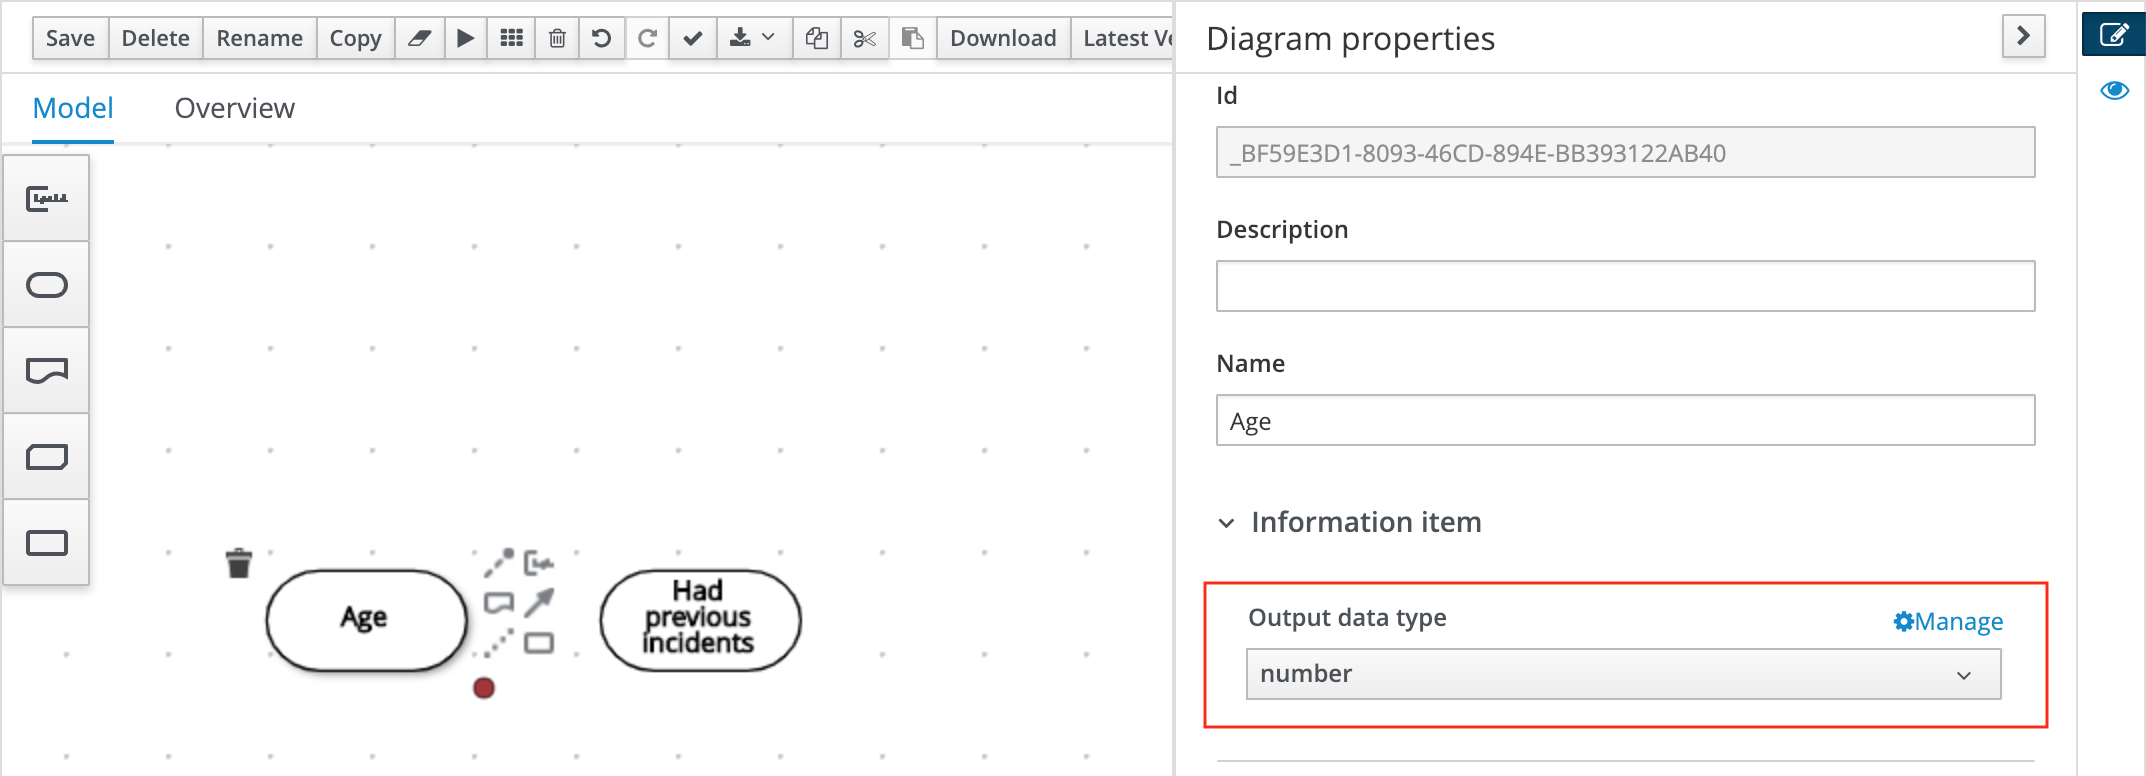 Save Delete Rename Copy Download Latest Ve
Model Overview
Age
Had
previous
incidents
Diagram properties
Id
_BF59E3D1-8093-46CD-894E-BB393122AB40
Description
Name
Age
Information item
Output data type
Manage
number